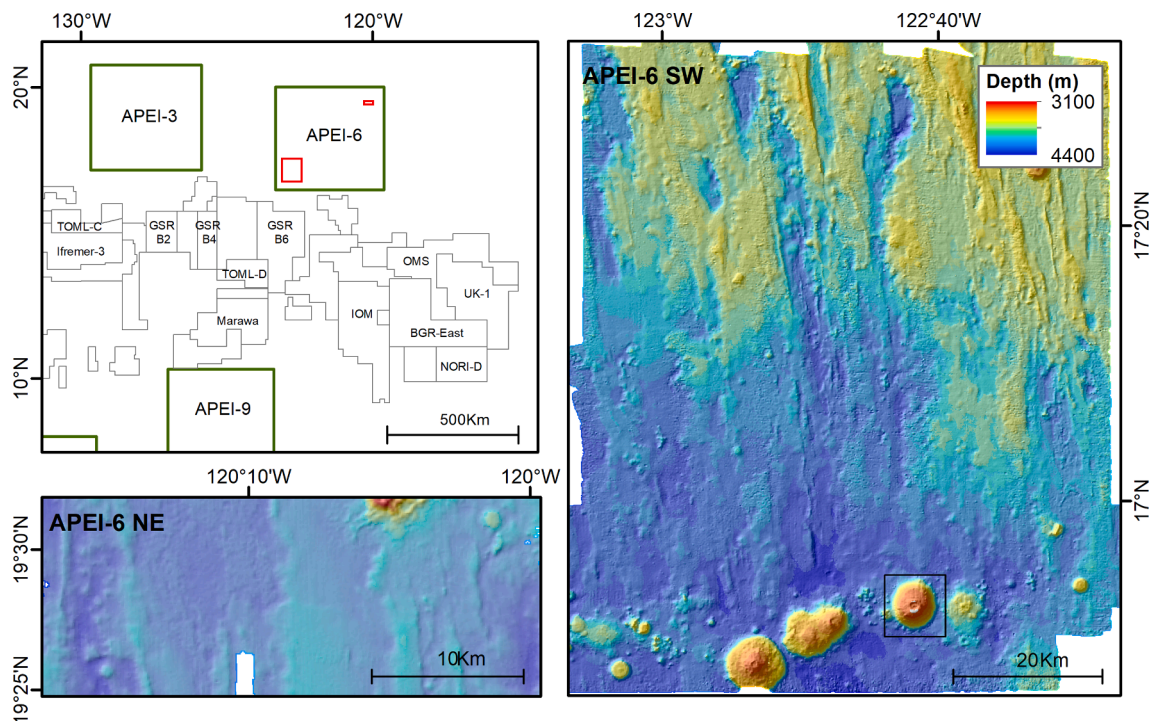 130°W
120°W
20°N
10°N
APEI-3
APEI-6
TOML-C
GSR
B2
GSR
B4
GSR
B6
Ifremer-3
OMS
TOML-D
UK-1
Marawa
IOM
BGR-East
NORI-D
APEI-9
500Km
120°10'W
120°W
19°30'N
19°25'N
APEI-6 NE
10Km
123°W
122°40'W
17°20'N
17°N
APEI-6 SW
Depth (m)
3100
4400
20Km